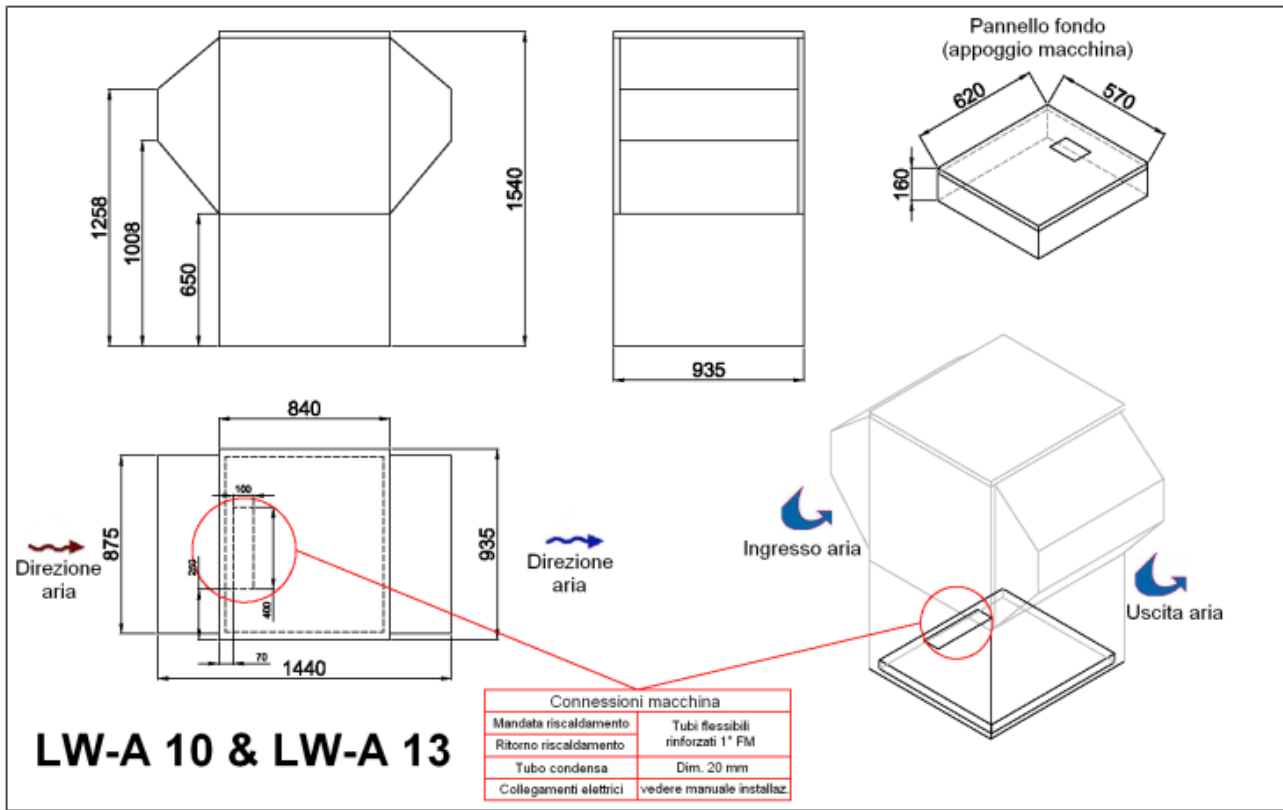 Pannello fondo
(appoggio macchina)
620
570
160
1258
1008
650
1540
935
840
100
875
200
400
935
70
1440
Direzione
aria
Direzione
aria
Ingresso aria
Uscita aria
Connessioni macchina
Mandata riscaldamento
Ritorno riscaldamento
Tubi flessibili
rinforzati 1" FM
Tubo condensa
Dim. 20 mm
Collegamenti elettrici
vedere manuale installaz.
LW-A 10 & LW-A 13